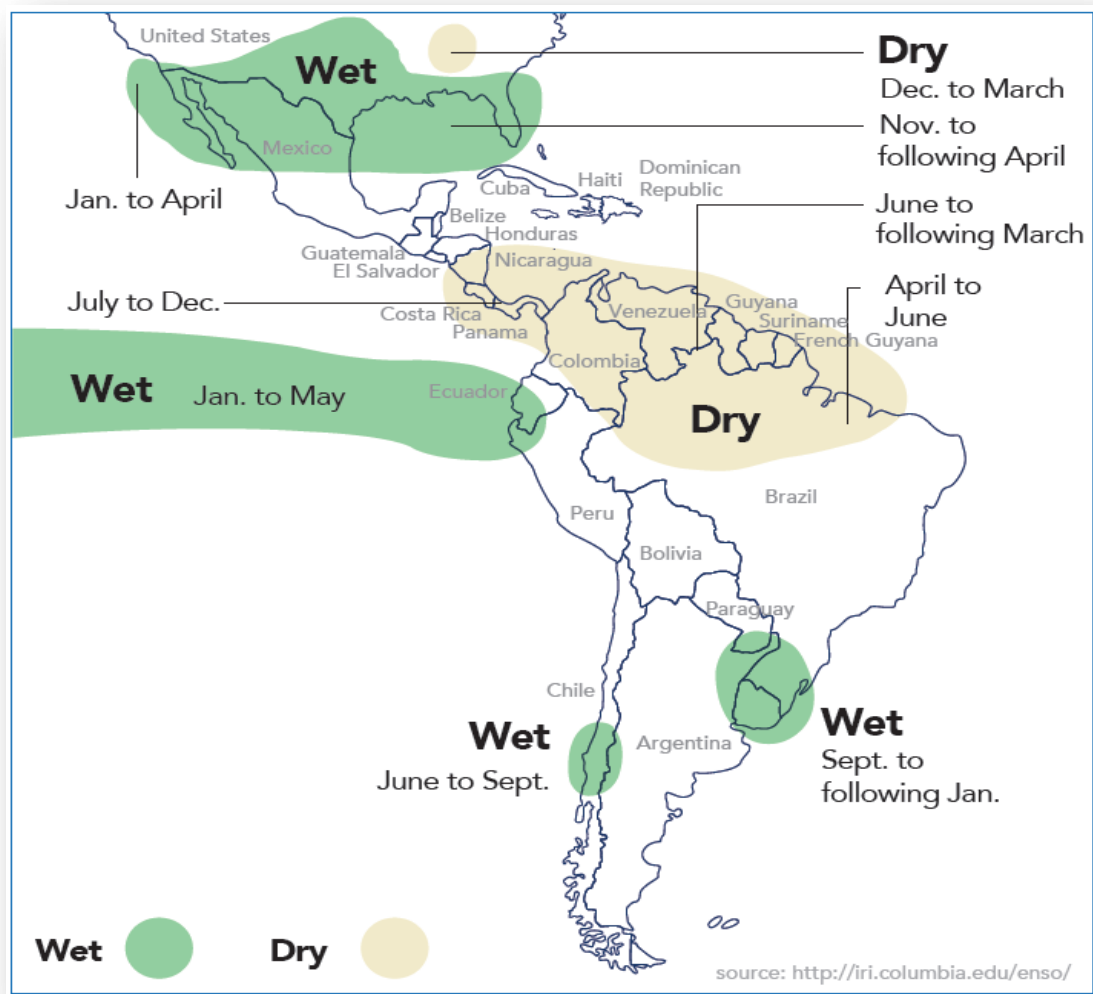 United States
Wet
Dry
Dec. to March
Nov. to
following April
Mexico
Jan. to April
Cuba
Haiti
Dominican
Republic
June to
following March
Belize
Honduras
Guatemala
El Salvador
Nicaragua
July to Dec.
Costa Rica
Panama
Venezuela
Guyana
Suriname
French Guyana
April to
June
Colombia
Wet
Jan. to May
Ecuador
Dry
Brazil
Peru
Bolivia
Paraguay
Chile
Wet
June to Sept.
Argentina
Wet
Sept. to
following Jan.
Wet
Dry
source: http://iri.columbia.edu/enso/